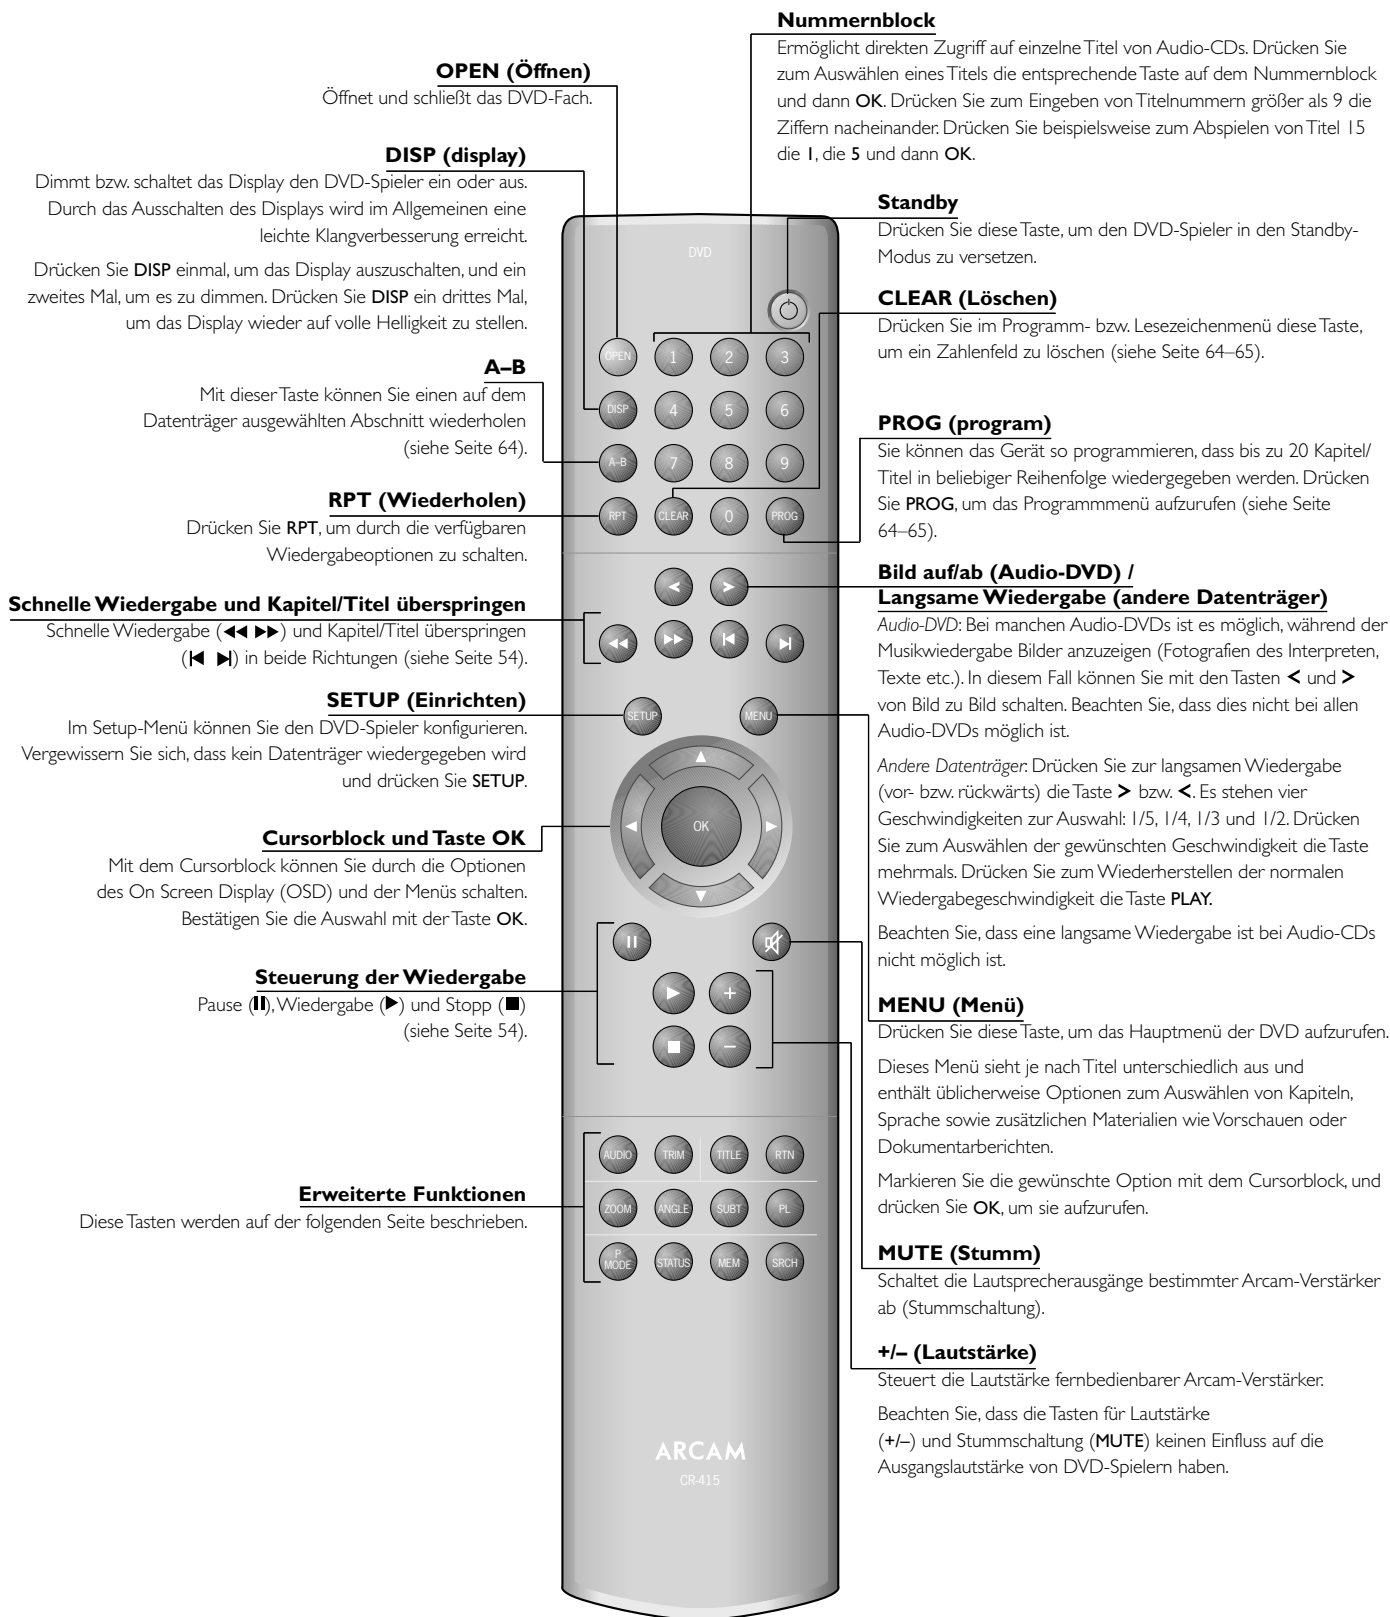 Nummernblock
Ermöglicht direkten Zugriff auf einzelne Titel von Audio-CDs. Drücken Sie
zum Auswählen eines Titels die entsprechende Taste auf dem Nummernblock
und dann OK. Drücken Sie zum Eingeben von Titelnummern größer als 9 die
Ziffern nacheinander. Drücken Sie beispielsweise zum Abspielen von Titel 15
die 1, die 5 und dann OK.
OPEN (Öffnen)
Öffnet und schließt das DVD-Fach.
DISP (display)
Dimmt bzw. schaltet das Display den DVD-Spieler ein oder aus.
Durch das Ausschalten des Displays wird im Allgemeinen eine
leichte Klangverbesserung erreicht.
Drücken Sie DISP einmal, um das Display auszuschalten, und ein
zweites Mal, um es zu dimmen. Drücken Sie DISP ein drittes Mal,
um das Display wieder auf volle Helligkeit zu stellen.
A–B
Mit dieser Taste können Sie einen auf dem
Datenträger ausgewählten Abschnitt wiederholen
(siehe Seite 64).
RPT (Wiederholen)
Drücken Sie RPT, um durch die verfügbaren
Wiedergabeoptionen zu schalten.
Schnelle Wiedergabe und Kapitel/Titel überspringen
Schnelle Wiedergabe (◀◀ ▶▶) und Kapitel/Titel überspringen
(|◀ ▶|) in beide Richtungen (siehe Seite 54).
SETUP (Einrichten)
Im Setup-Menü können Sie den DVD-Spieler konfigurieren.
Vergewissern Sie sich, dass kein Datenträger wiedergegeben wird
und drücken Sie SETUP.
Cursorblock und Taste OK
Mit dem Cursorblock können Sie durch die Optionen
des On Screen Display (OSD) und der Menüs schalten.
Bestätigen Sie die Auswahl mit der Taste OK.
Steuerung der Wiedergabe
Pause (II), Wiedergabe (▶) und Stopp (■)
(siehe Seite 54).
Erweiterte Funktionen
Diese Tasten werden auf der folgenden Seite beschrieben.
DVD
OPEN 1 2 3
DISP 4 5 6
A–B 7 8 9
RPT CLEAR 0 PROG
< >
SETUP MENU
OK
+
–
AUDIO TRIM TITLE RTN
ZOOM ANGLE SUBT PL
P MODE STATUS MEM SRCH
ARCAM
CR-415
Standby
Drücken Sie diese Taste, um den DVD-Spieler in den Standby-
Modus zu versetzen.
CLEAR (Löschen)
Drücken Sie im Programm- bzw. Lesezeichenmenü diese Taste,
um ein Zahlenfeld zu löschen (siehe Seite 64–65).
PROG (program)
Sie können das Gerät so programmieren, dass bis zu 20 Kapitel/
Titel in beliebiger Reihenfolge wiedergegeben werden. Drücken
Sie PROG, um das Programmmenü aufzurufen (siehe Seite
64–65).
Bild auf/ab (Audio-DVD) /
Langsame Wiedergabe (andere Datenträger)
Audio-DVD: Bei manchen Audio-DVDs ist es möglich, während der
Musikwiedergabe Bilder anzuzeigen (Fotografien des Interpreten,
Texte etc.). In diesem Fall können Sie mit den Tasten < und >
von Bild zu Bild schalten. Beachten Sie, dass dies nicht bei allen
Audio-DVDs möglich ist.
Andere Datenträger: Drücken Sie zur langsamen Wiedergabe
(vor- bzw. rückwärts) die Taste > bzw. <. Es stehen vier
Geschwindigkeiten zur Auswahl: 1/5, 1/4, 1/3 und 1/2. Drücken
Sie zum Auswählen der gewünschten Geschwindigkeit die Taste
mehrmals. Drücken Sie zum Wiederherstellen der normalen
Wiedergabegeschwindigkeit die Taste PLAY.
Beachten Sie, dass eine langsame Wiedergabe ist bei Audio-CDs
nicht möglich ist.
MENU (Menü)
Drücken Sie diese Taste, um das Hauptmenü der DVD aufzurufen.
Dieses Menü sieht je nach Titel unterschiedlich aus und
enthält üblicherweise Optionen zum Auswählen von Kapiteln,
Sprache sowie zusätzlichen Materialien wie Vorschauen oder
Dokumentarberichten.
Markieren Sie die gewünschte Option mit dem Cursorblock, und
drücken Sie OK, um sie aufzurufen.
MUTE (Stumm)
Schaltet die Lautsprecherausgänge bestimmter Arcam-Verstärker
ab (Stummschaltung).
+/– (Lautstärke)
Steuert die Lautstärke fernbedienbarer Arcam-Verstärker.
Beachten Sie, dass die Tasten für Lautstärke
(+/–) und Stummschaltung (MUTE) keinen Einfluss auf die
Ausgangslautstärke von DVD-Spielern haben.